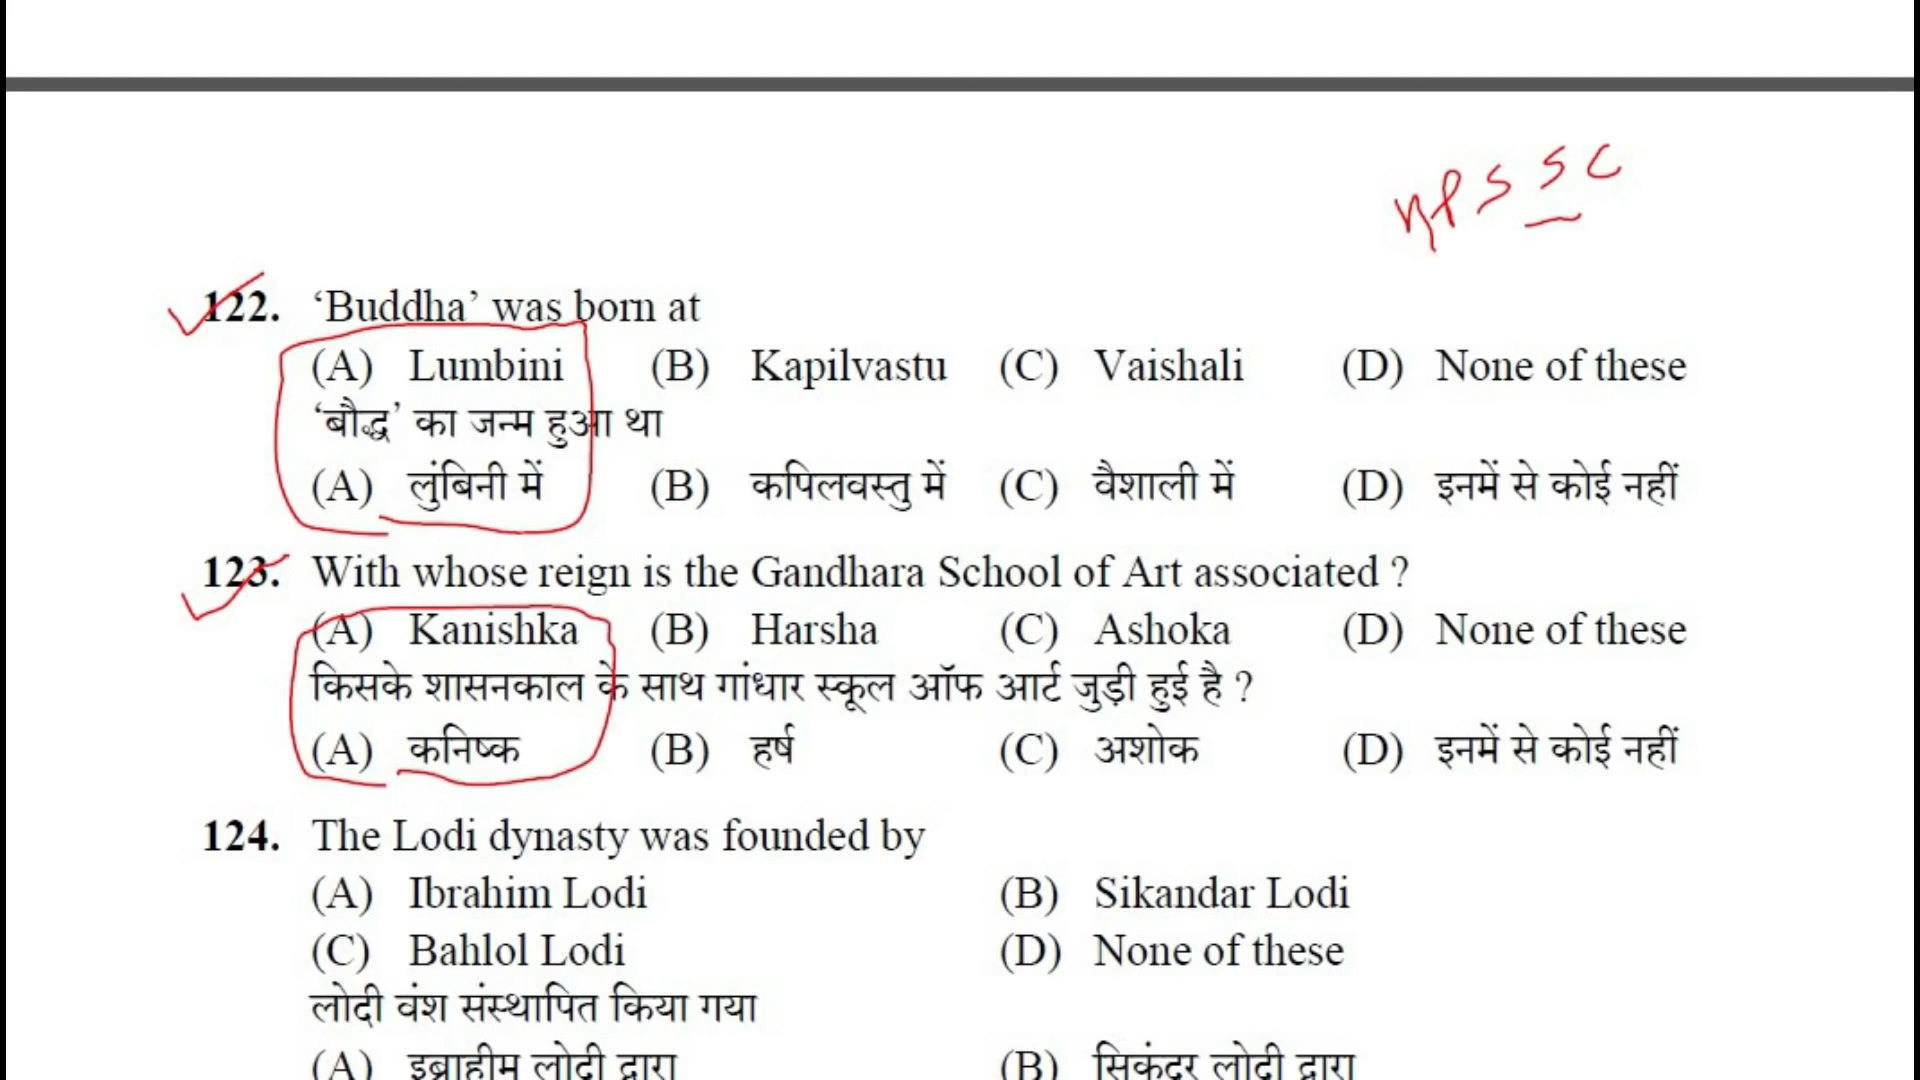 NPSSC
122. ‘Buddha’ was born at
(A) Lumbini (B) Kapilvastu (C) Vaishali (D) None of these
‘बौद्ध’ का जन्म हुआ था
(A) लुंबिनी में (B) कपिलवस्तु में (C) वैशाली में (D) इनमें से कोई नहीं
123. With whose reign is the Gandhara School of Art associated ?
(A) Kanishka (B) Harsha (C) Ashoka (D) None of these
किसके शासनकाल के साथ गांधार स्कूल ऑफ आर्ट जुड़ी हुई है ?
(A) कनिष्क (B) हर्ष (C) अशोक (D) इनमें से कोई नहीं
124. The Lodi dynasty was founded by
(A) Ibrahim Lodi (B) Sikandar Lodi
(C) Bahlol Lodi (D) None of these
लोदी वंश संस्थापित किया गया
(A) इब्राहीम लोदी द्वारा (B) सिकंदर लोदी द्वारा